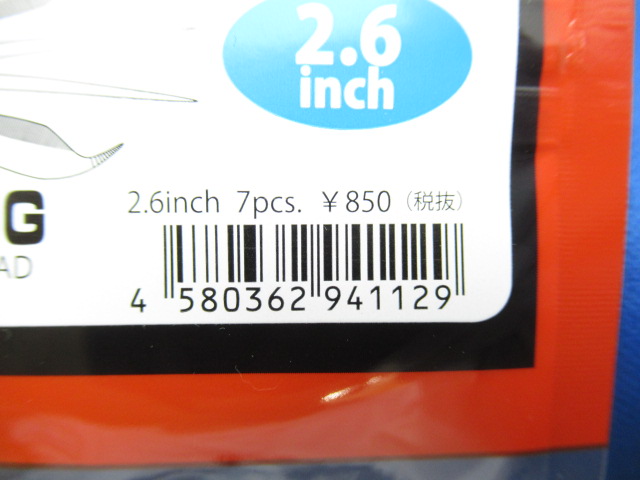 2.6
inch
2.6inch 7pcs. ¥850（税抜）
G
AD
4 580362 941129